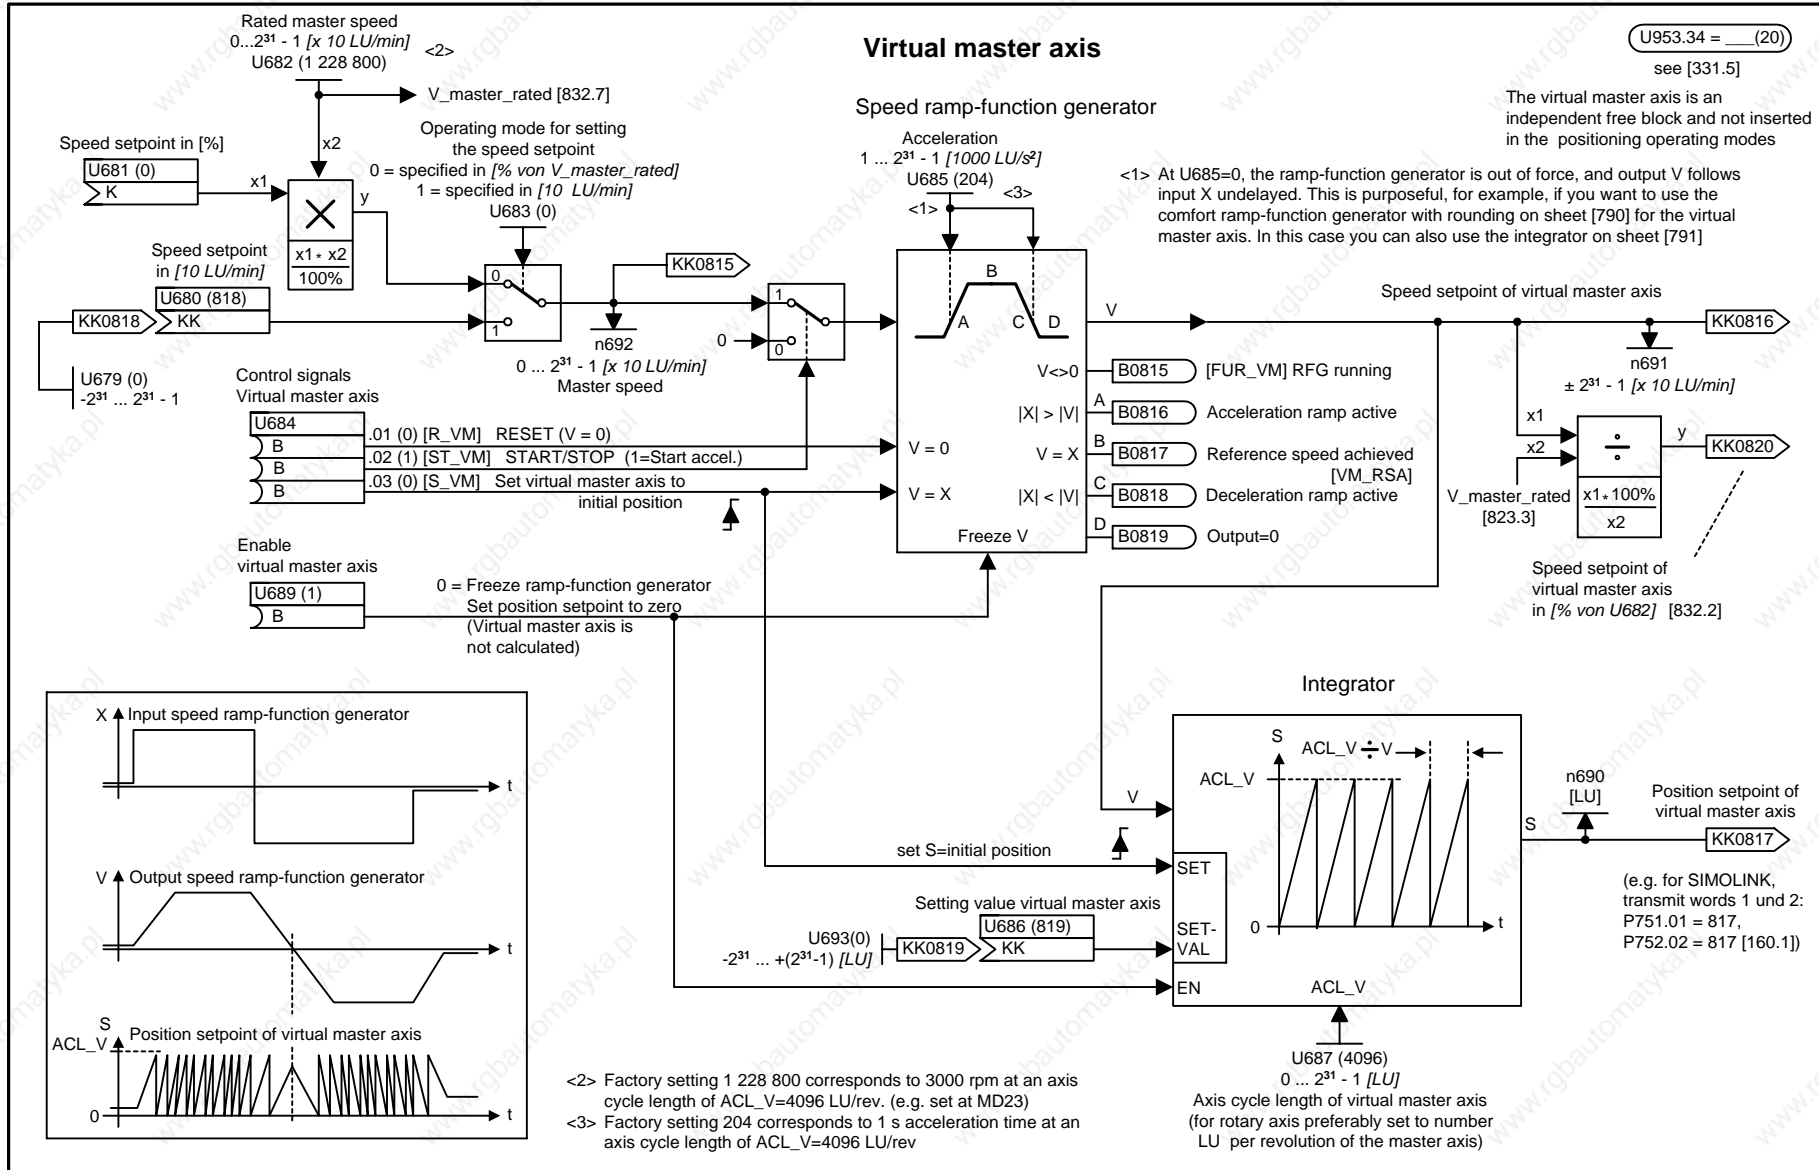 Virtual master axis
U953.34 = ___(20)
see [331.5]
The virtual master axis is an
independent free block and not inserted
in the positioning operating modes
Rated master speed
0...2³¹ - 1 [x 10 LU/min] <2>
U682 (1 228 800)
V_master_rated [832.7]
x2
Speed setpoint in [%]
U681 (0)
K
x1
y
x1 * x2
100%
Operating mode for setting
the speed setpoint
0 = specified in [% von V_master_rated]
1 = specified in [10 LU/min]
U683 (0)
0
1
Speed setpoint
in [10 LU/min]
KK0818
U680 (818)
KK
U679 (0)
-2³¹ ... 2³¹ - 1
KK0815
n692
0 ... 2³¹ - 1 [x 10 LU/min]
Master speed
1
0
0
Speed ramp-function generator
Acceleration
1 ... 2³¹ - 1 [1000 LU/s²]
U685 (204)
<1>
<3>
<1> At U685=0, the ramp-function generator is out of force, and output V follows
input X undelayed. This is purposeful, for example, if you want to use the
comfort ramp-function generator with rounding on sheet [790] for the virtual
master axis. In this case you can also use the integrator on sheet [791]
A
B
C
D
V
V<>0 B0815 [FUR_VM] RFG running
|X| > |V| A B0816 Acceleration ramp active
V = X B B0817 Reference speed achieved
[VM_RSA]
|X| < |V| C B0818 Deceleration ramp active
D B0819 Output=0
V = 0
V = X
Freeze V
Speed setpoint of virtual master axis
KK0816
n691
± 2³¹ - 1 [x 10 LU/min]
x1
x2
y
V_master_rated
[823.3]
÷
x1 * 100%
x2
KK0820
Speed setpoint of
virtual master axis
in [% von U682] [832.2]
Control signals
Virtual master axis
U684
B .01 (0) [R_VM] RESET (V = 0)
B .02 (1) [ST_VM] START/STOP (1=Start accel.)
B .03 (0) [S_VM] Set virtual master axis to
initial position
Enable
virtual master axis
U689 (1)
B
0 = Freeze ramp-function generator
Set position setpoint to zero
(Virtual master axis is
not calculated)
X Input speed ramp-function generator
t
V Output speed ramp-function generator
t
S
ACL_V Position setpoint of virtual master axis
0
t
Integrator
S
ACL_V ÷ V
ACL_V
0
t
V
set S=initial position
SET
Setting value virtual master axis
U693(0)
-2³¹ ... +(2³¹-1) [LU]
KK0819
U686 (819)
KK
SET-
VAL
EN
ACL_V
U687 (4096)
0 ... 2³¹ - 1 [LU]
Axis cycle length of virtual master axis
(for rotary axis preferably set to number
LU per revolution of the master axis)
S
n690
[LU]
Position setpoint of
virtual master axis
KK0817
(e.g. for SIMOLINK,
transmit words 1 und 2:
P751.01 = 817,
P752.02 = 817 [160.1])
<2> Factory setting 1 228 800 corresponds to 3000 rpm at an axis
cycle length of ACL_V=4096 LU/rev. (e.g. set at MD23)
<3> Factory setting 204 corresponds to 1 s acceleration time at an
axis cycle length of ACL_V=4096 LU/rev
www.rgbautomatyka.pl